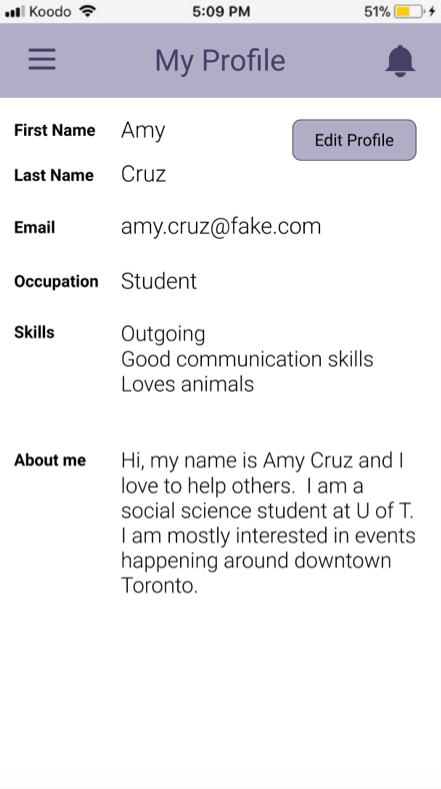 Koodo 5:09 PM 51%
My Profile
First Name Amy
Edit Profile
Last Name Cruz
Email amy.cruz@fake.com
Occupation Student
Skills Outgoing
Good communication skills
Loves animals
About me Hi, my name is Amy Cruz and I
love to help others. I am a
social science student at U of T.
I am mostly interested in events
happening around downtown
Toronto.